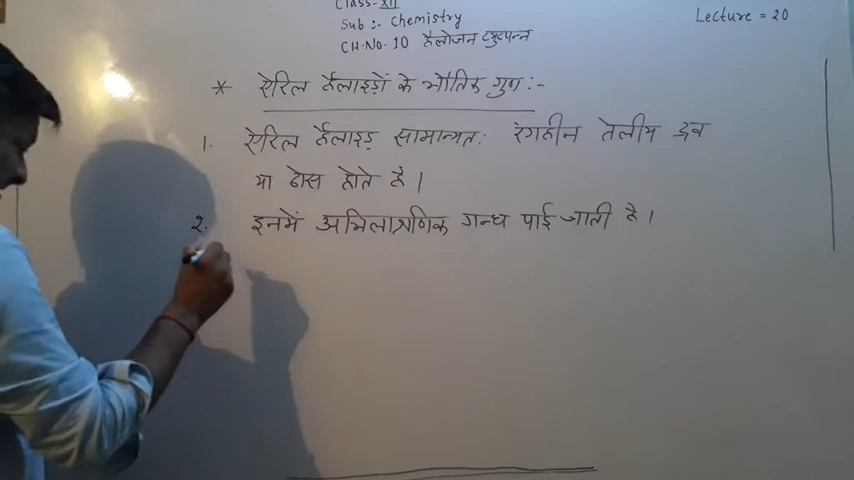 Class-XII
Sub :- Chemistry
Lecture = 20
CH.No. 10 हैलोजन व्युत्पन्न
* ऐरिल हैलाइडों के भौतिक गुण:-
1. ऐरिल हैलाइड़ सामान्यत: रंगहीन तेलीय द्रव
या ठोस होते है।
2. इनमें अभिलाश्रणिक गन्ध पाई जाती है।